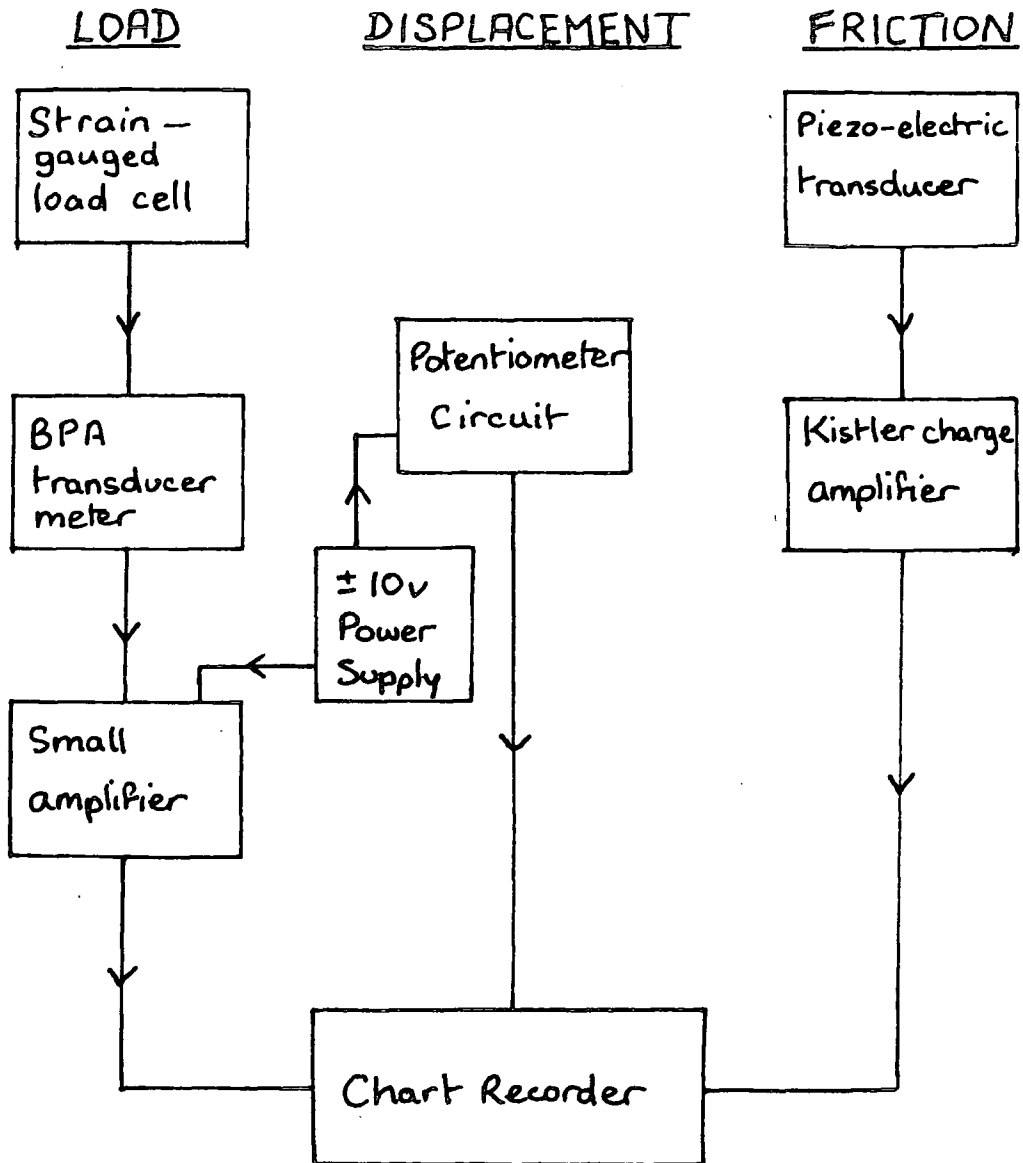 LOAD
DISPLACEMENT
FRICTION
Strain-
gauged
load cell
Piezo-electric
transducer
Potentiometer
Circuit
BPA
transducer
meter
Kistler charge
amplifier
± 10v
Power
Supply
Small
amplifier
Chart Recorder